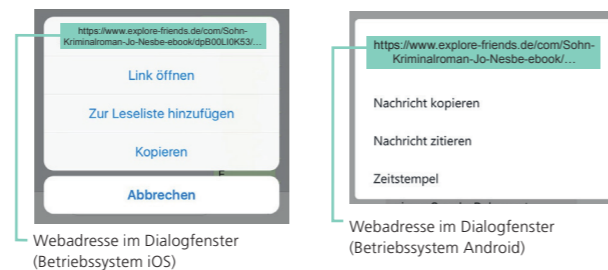 https://www.explore-friends.de/com/Sohn-
Kriminalroman-Jo-Nesbe-ebook/dpB00LI0K53/…
Link öffnen
Zur Leseliste hinzufügen
Kopieren
Abbrechen
Webadresse im Dialogfenster
(Betriebssystem iOS)
https://www.explore-friends.de/com/Sohn-
Kriminalroman-Jo-Nesbe-ebook/…
Nachricht kopieren
Nachricht zitieren
Zeitstempel
Webadresse im Dialogfenster
(Betriebssystem Android)